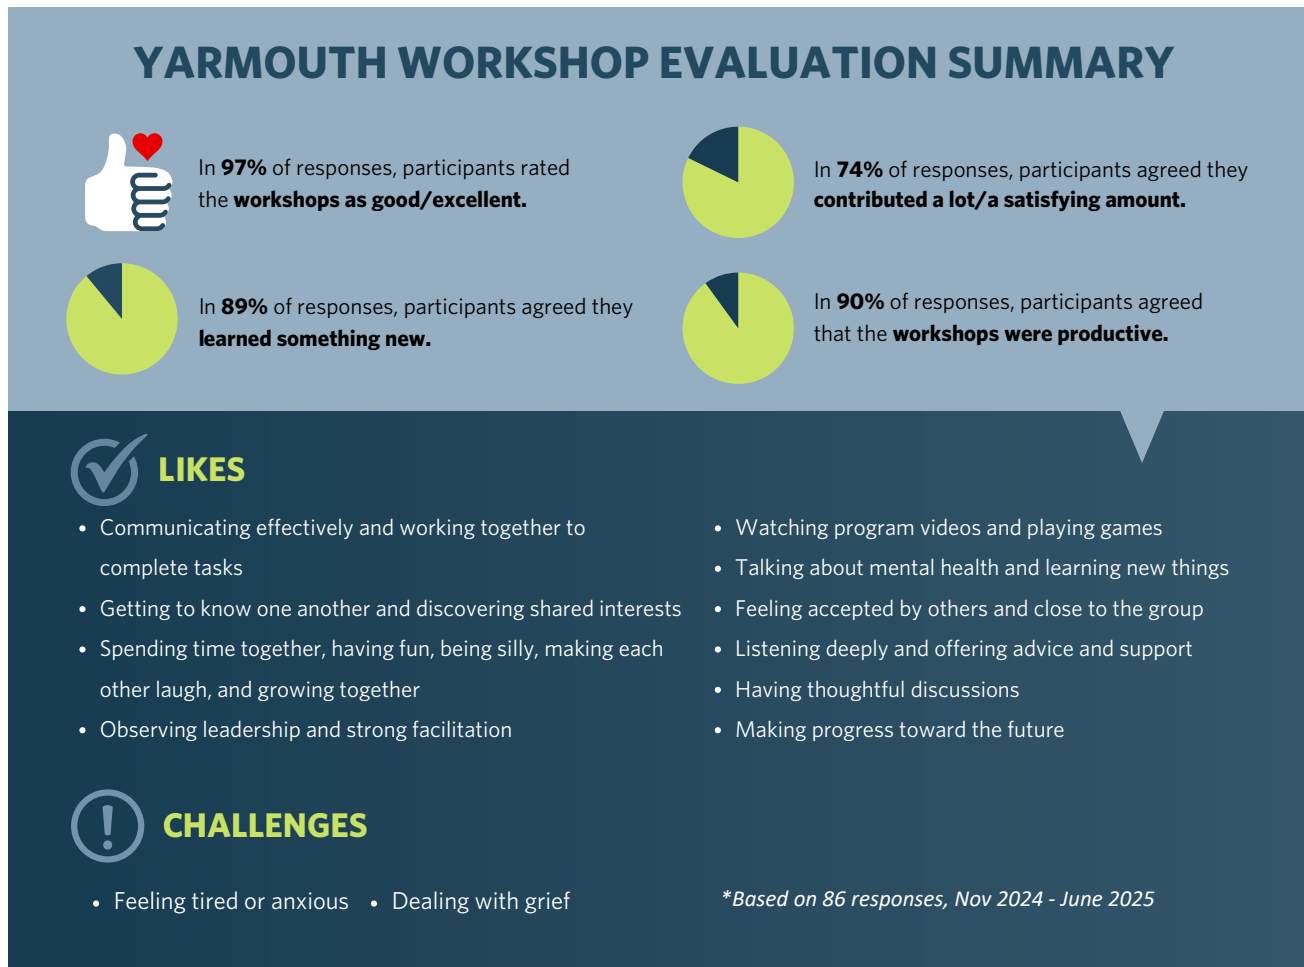 YARMOUTH WORKSHOP EVALUATION SUMMARY
In 97% of responses, participants rated
the workshops as good/excellent.
In 74% of responses, participants agreed they
contributed a lot/a satisfying amount.
In 89% of responses, participants agreed they
learned something new.
In 90% of responses, participants agreed
that the workshops were productive.
LIKES
• Communicating effectively and working together to
complete tasks
• Getting to know one another and discovering shared interests
• Spending time together, having fun, being silly, making each
other laugh, and growing together
• Observing leadership and strong facilitation
• Watching program videos and playing games
• Talking about mental health and learning new things
• Feeling accepted by others and close to the group
• Listening deeply and offering advice and support
• Having thoughtful discussions
• Making progress toward the future
CHALLENGES
• Feeling tired or anxious • Dealing with grief
*Based on 86 responses, Nov 2024 - June 2025